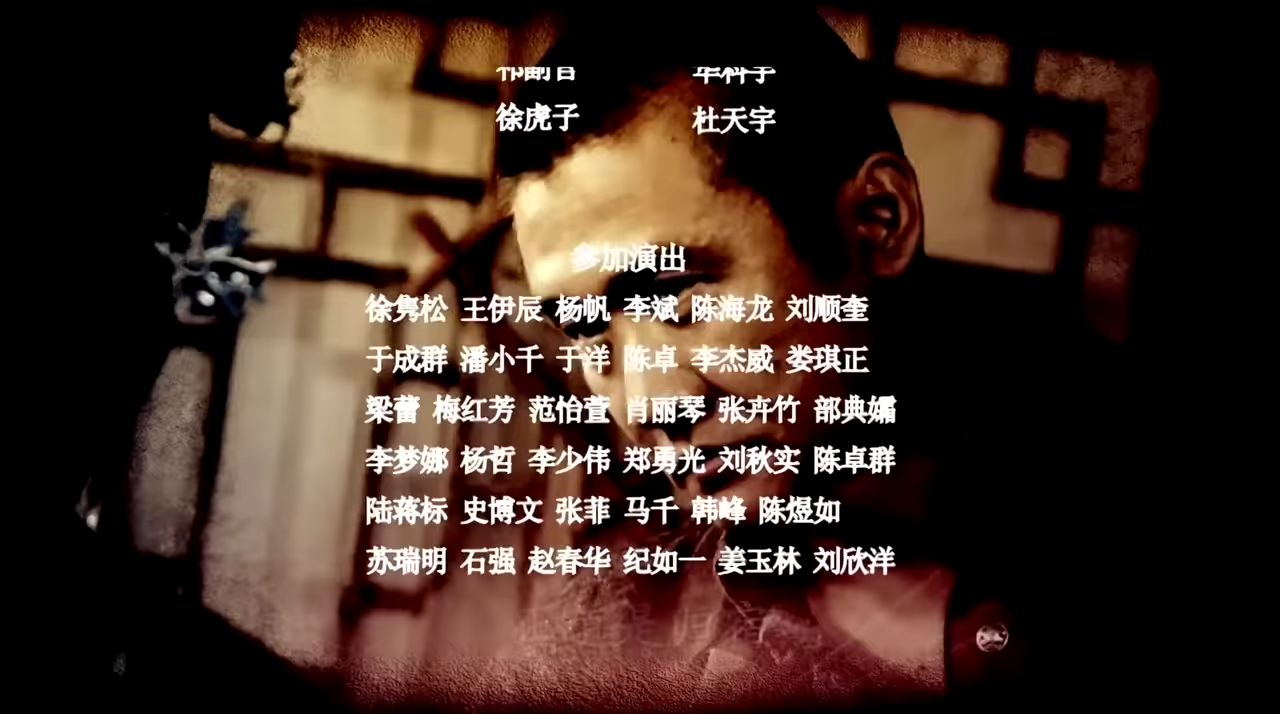 徐虎子 杜天宇
参加演出
徐隽松 王伊辰 杨帆 李斌 陈海龙 刘顺奎
于成群 潘小千 于洋 陈卓 李杰威 娄琪正
梁蕾 梅红芳 范怡萱 肖丽琴 张卉竹 部典孀
李梦娜 杨哲 李少伟 郑勇光 刘秋实 陈卓群
陆蒋标 史博文 张菲 马千 韩峰 陈煜如
苏瑞明 石强 赵春华 纪如一 姜玉林 刘欣洋